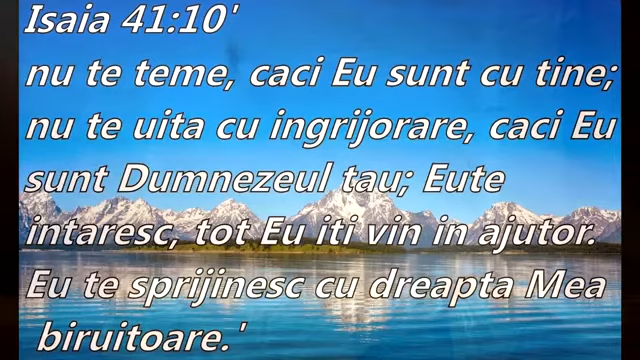 Isaia 41:10'
nu te teme, caci Eu sunt cu tine;
nu te uita cu ingrijorare, caci Eu
sunt Dumnezeul tau; Eute
intaresc, tot Eu iti vin in ajutor.
Eu te sprijinesc cu dreapta Mea
biruitoare.'